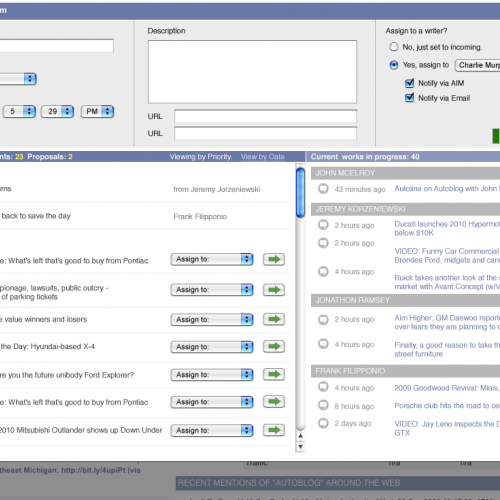 m
Description
Assign to a writer?
No, just set to incoming.
Yes, assign to
Charlie Mur
Notify via AIM
5
29
PM
Notify via Email
URL
URL
nts: 23 Proposals: 2
Viewing by Priority.
View by Date
Current works in progress: 40
JOHN MCELROY
urns
from Jeremy Jorzeniewski
43 minutes ago
Autoline on Autoblog with John
JEREMY KORZENIEWSKI
back to save the day
Frank Filipponio
2 hours ago
Ducati launches 2010 Hypermot
below $10K
2 hours ago
VIDEO: Funny Car Commercial
Brondes Ford, midgets and can
e: What's left that's good to buy from Pontiac
Assign to:
4 hours ago
Buick takes another look at the s
market with Avant Concept (w/V
pionage, lawsuits, public outcry -
of parking tickets
Assign to:
JONATHON RAMSEY
2 hours ago
Aim Higher: GM Daewoo reporte
over fears they are planning to c
e value winners and losers
Assign to:
4 hours ago
Finally, a good reason to take th
street furniture
the Day: Hyundai-based X-4
Assign to:
FRANK FILIPPONIO
re you the future unibody Ford Explorer?
Assign to:
4 hours ago
2009 Goodwood Revival: Minis,
e: What's left that's good to buy from Pontiac
Assign to:
8 hours ago
Porsche club hits the road to ce
2010 Mitsubishi Outlander shows up Down Under
Assign to:
2 days ago
VIDEO: Jay Leno inspects the D
GTX
theast Michigan: http://bit.ly/4upiPt (via
RECENT MENTIONS OF "AUTOBLOG" AROUND THE WEB